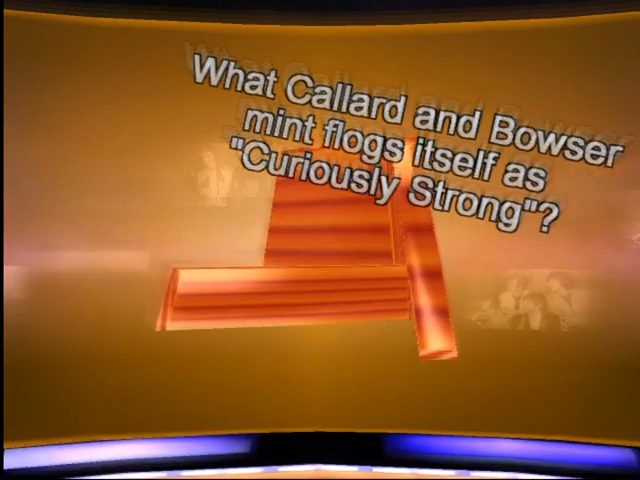 What Callard and Bowser
mint flogs itself as
"Curiously Strong"?